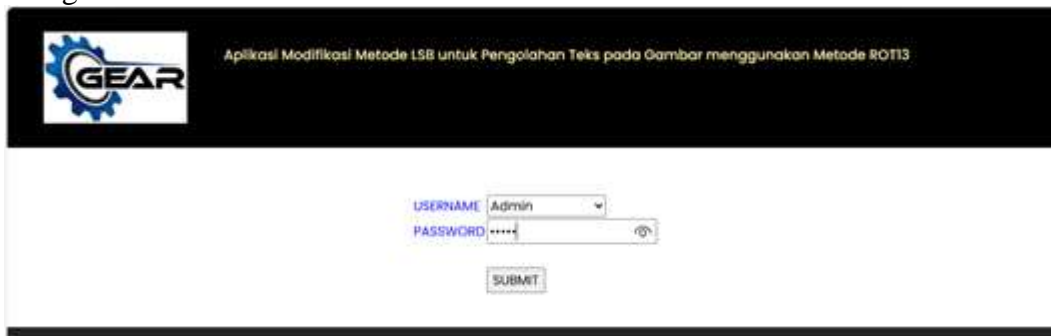 GEAR
Aplikasi Modifikasi Metode LSB untuk Pengolahan Teks pada Gambar menggunakan Metode ROT13
USERNAME Admin
PASSWORD •••••
SUBMIT